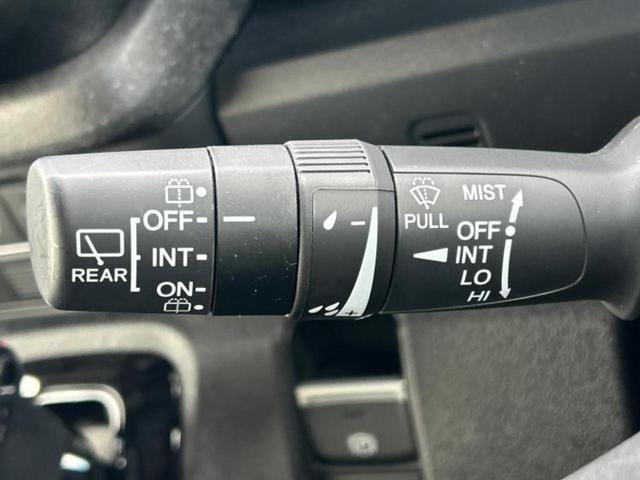 OFF
INT
ON
REAR
PULL
MIST
OFF
INT
LO
HI